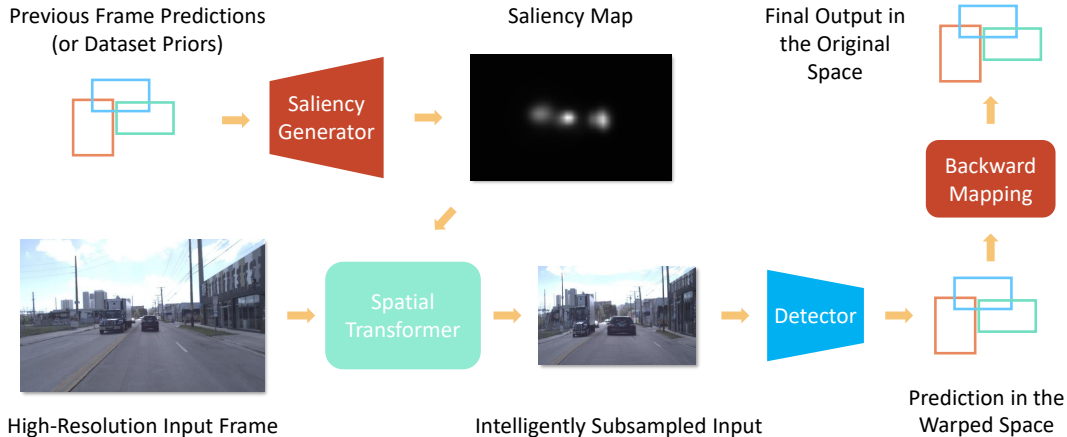 Previous Frame Predictions
(or Dataset Priors)
Saliency
Generator
Saliency Map
Final Output in
the Original
Space
Backward
Mapping
Spatial
Transformer
Detector
High-Resolution Input Frame
Intelligently Subsampled Input
Prediction in the
Warped Space